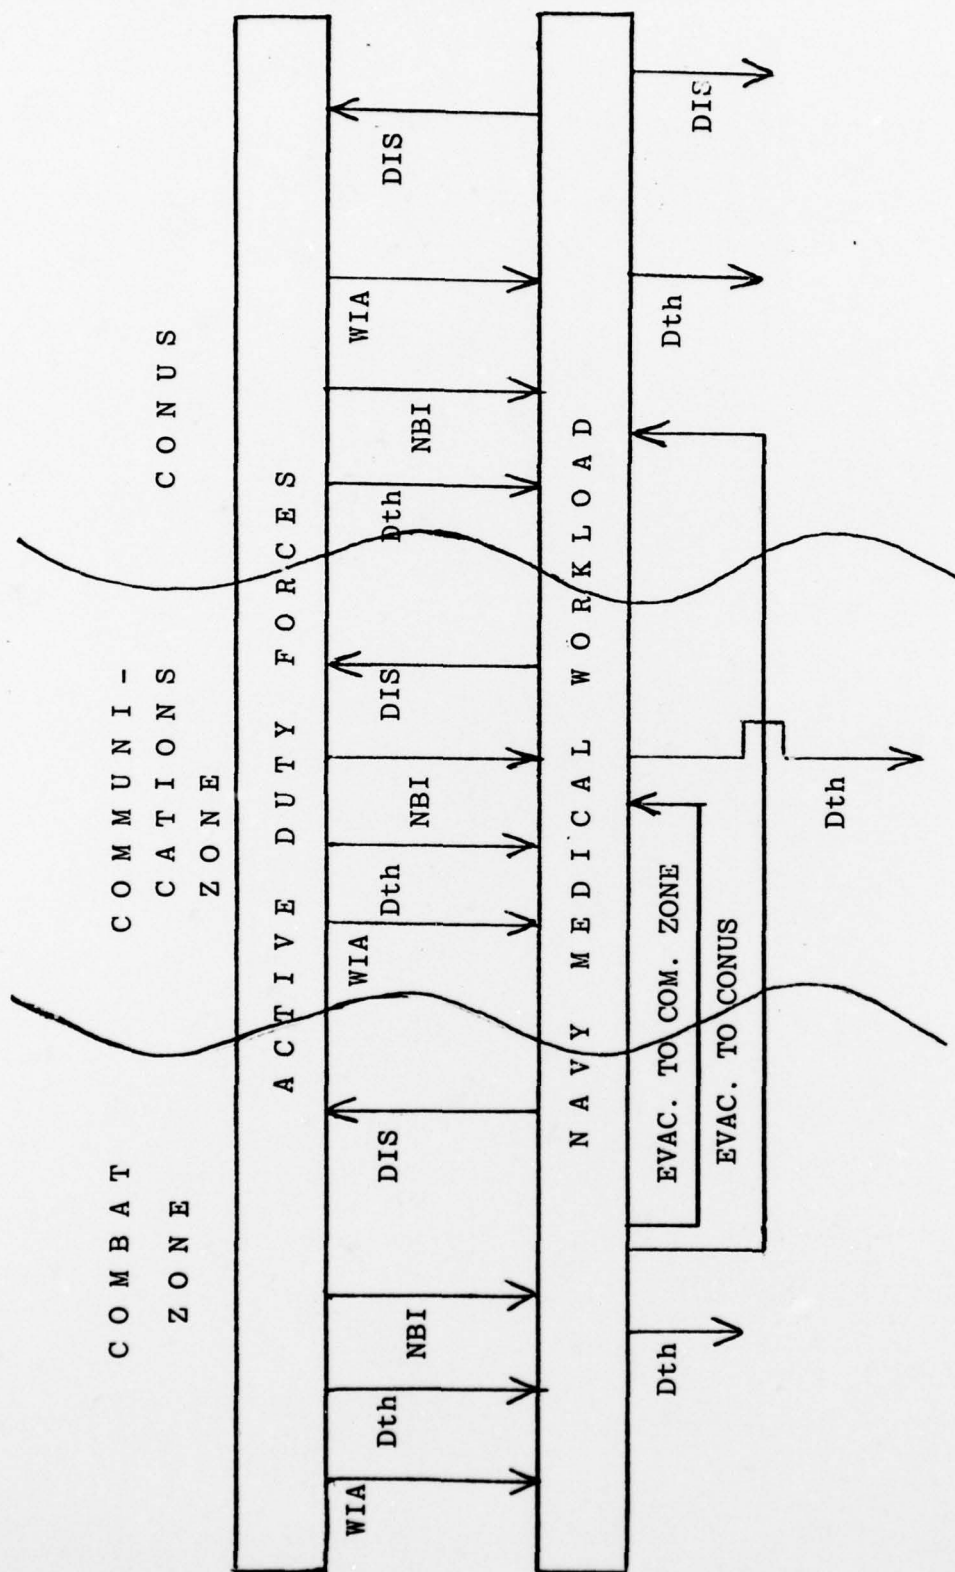 COMBAT
ZONE
COMMUNI-
CATIONS
ZONE
CONUS
ACTIVE DUTY FORCES
WIA
Dth
NBI
DIS
WIA
Dth
NBI
DIS
Dth
NBI
WIA
DIS
NAVY MEDICAL WORKLOAD
Dth
EVAC. TO COM. ZONE
EVAC. TO CONUS
Dth
Dth
DIS